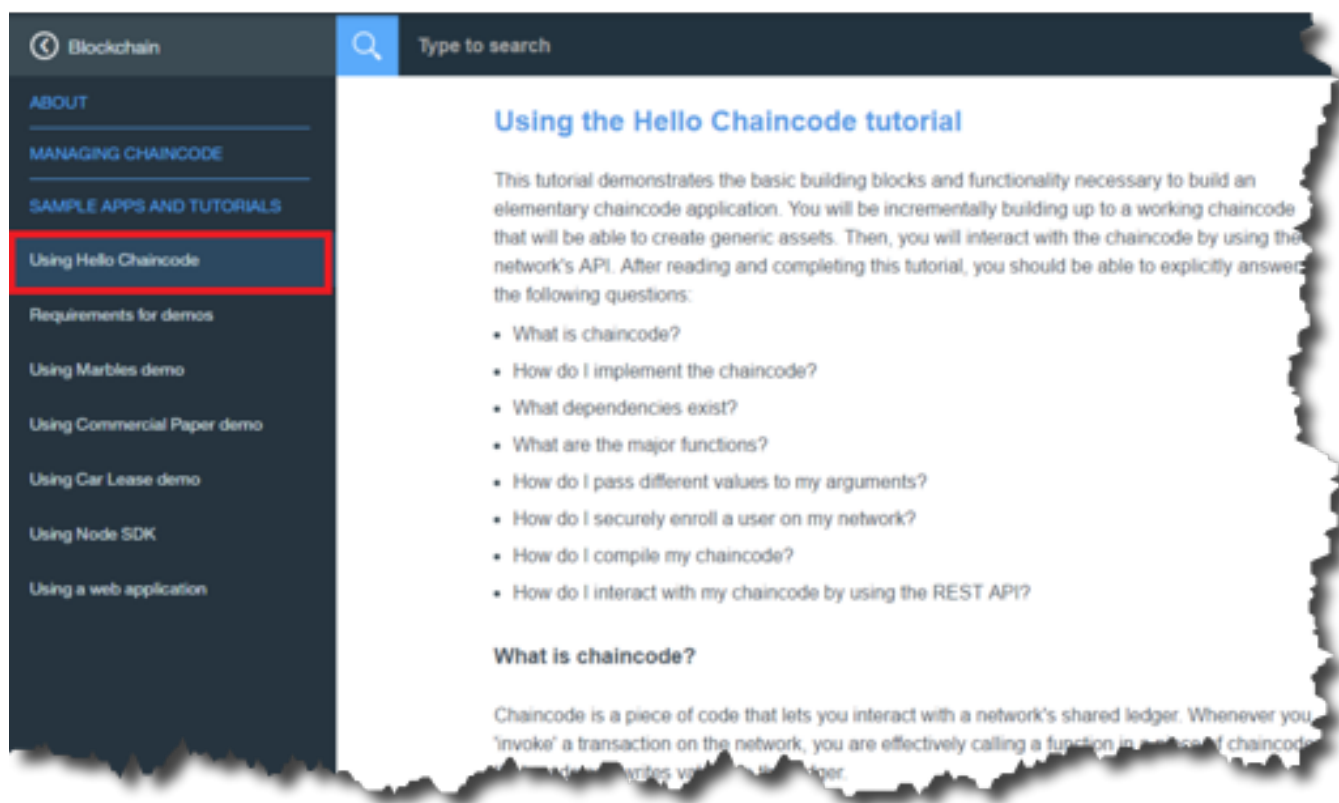 Blockchain
Type to search
ABOUT
MANAGING CHAINCODE
SAMPLE APPS AND TUTORIALS
Using Hello Chaincode
Requirements for demos
Using Marbles demo
Using Commercial Paper demo
Using Car Lease demo
Using Node SDK
Using a web application
Using the Hello Chaincode tutorial
This tutorial demonstrates the basic building blocks and functionality necessary to build an
elementary chaincode application. You will be incrementally building up to a working chaincode
that will be able to create generic assets. Then, you will interact with the chaincode by using the
network's API. After reading and completing this tutorial, you should be able to explicitly answer
the following questions:
• What is chaincode?
• How do I implement the chaincode?
• What dependencies exist?
• What are the major functions?
• How do I pass different values to my arguments?
• How do I securely enroll a user on my network?
• How do I compile my chaincode?
• How do I interact with my chaincode by using the REST API?
What is chaincode?
Chaincode is a piece of code that lets you interact with a network's shared ledger. Whenever you
'invoke' a transaction on the network, you are effectively calling a function in a piece of chaincode
writes